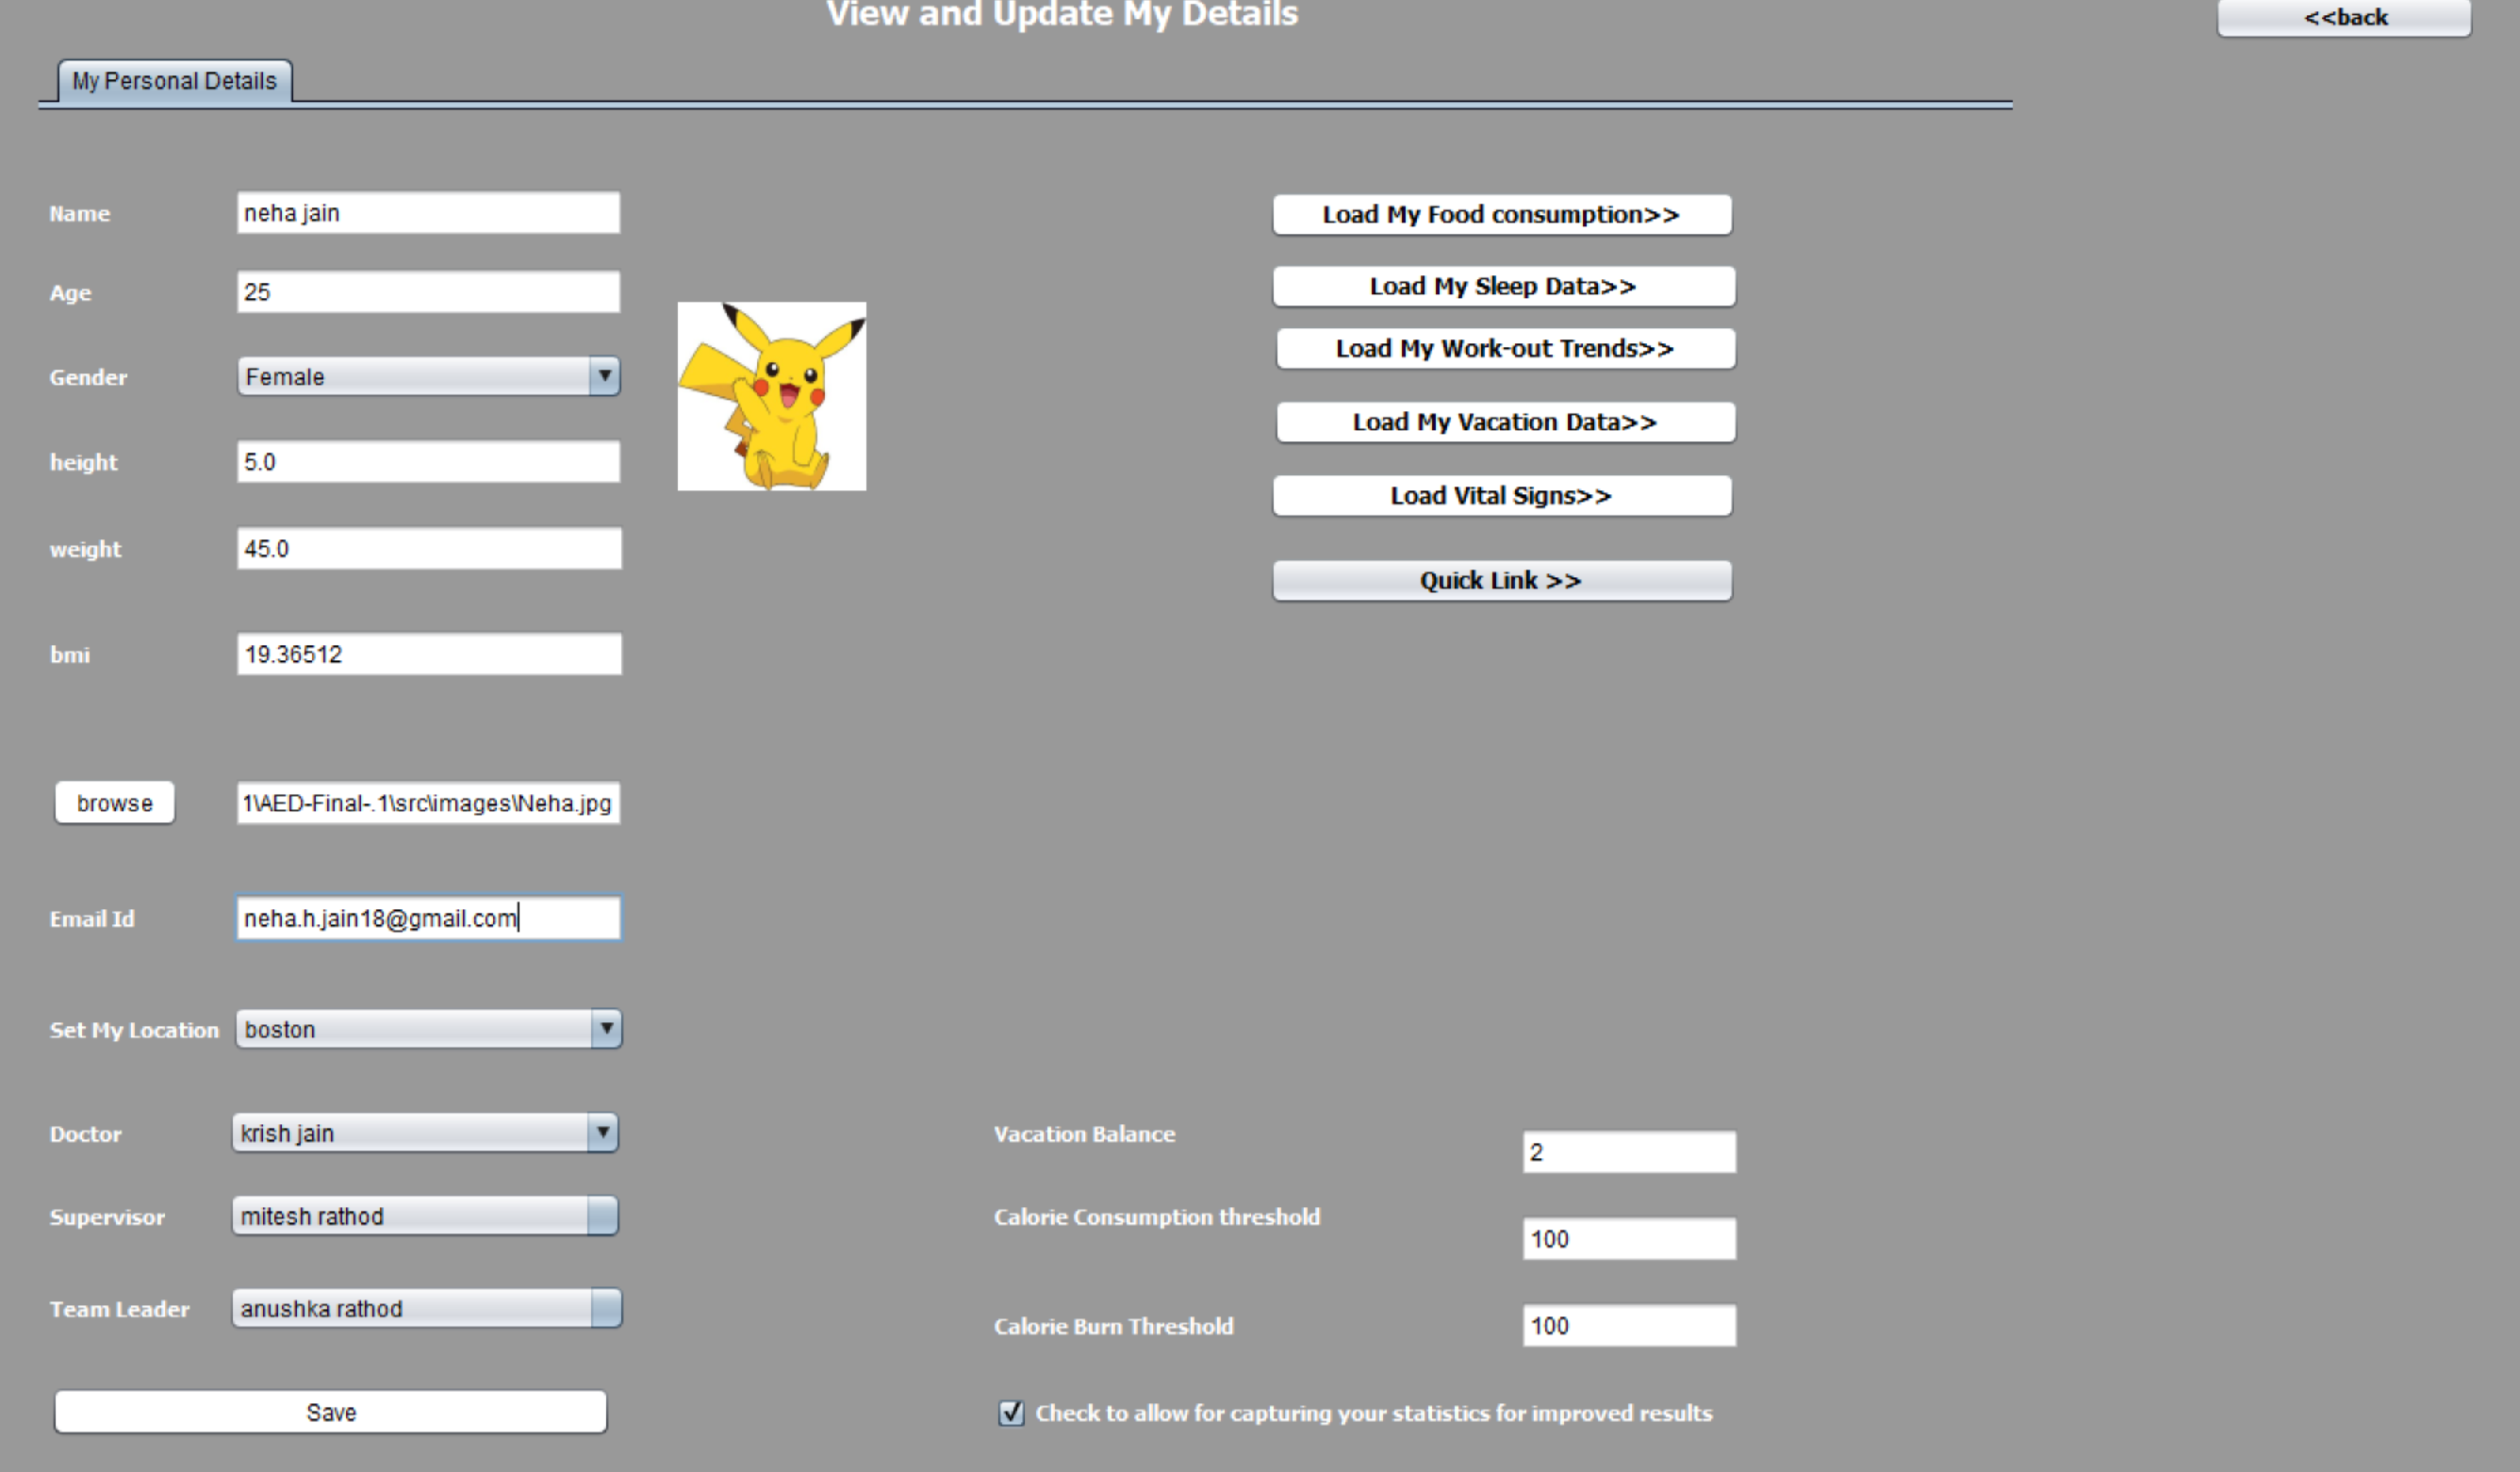 View and Update My Details
<<back
My Personal Details
Name
neha jain
Age
25
Gender
Female
height
5.0
weight
45.0
bmi
19.36512
browse
1\AED-Final-.1\src\images\Neha.jpg
Email Id
neha.h.jain18@gmail.com
Set My Location
boston
Doctor
krish jain
Supervisor
mitesh rathod
Team Leader
anushka rathod
Save
Load My Food consumption>>
Load My Sleep Data>>
Load My Work-out Trends>>
Load My Vacation Data>>
Load Vital Signs>>
Quick Link >>
Vacation Balance
2
Calorie Consumption threshold
100
Calorie Burn Threshold
100
Check to allow for capturing your statistics for improved results